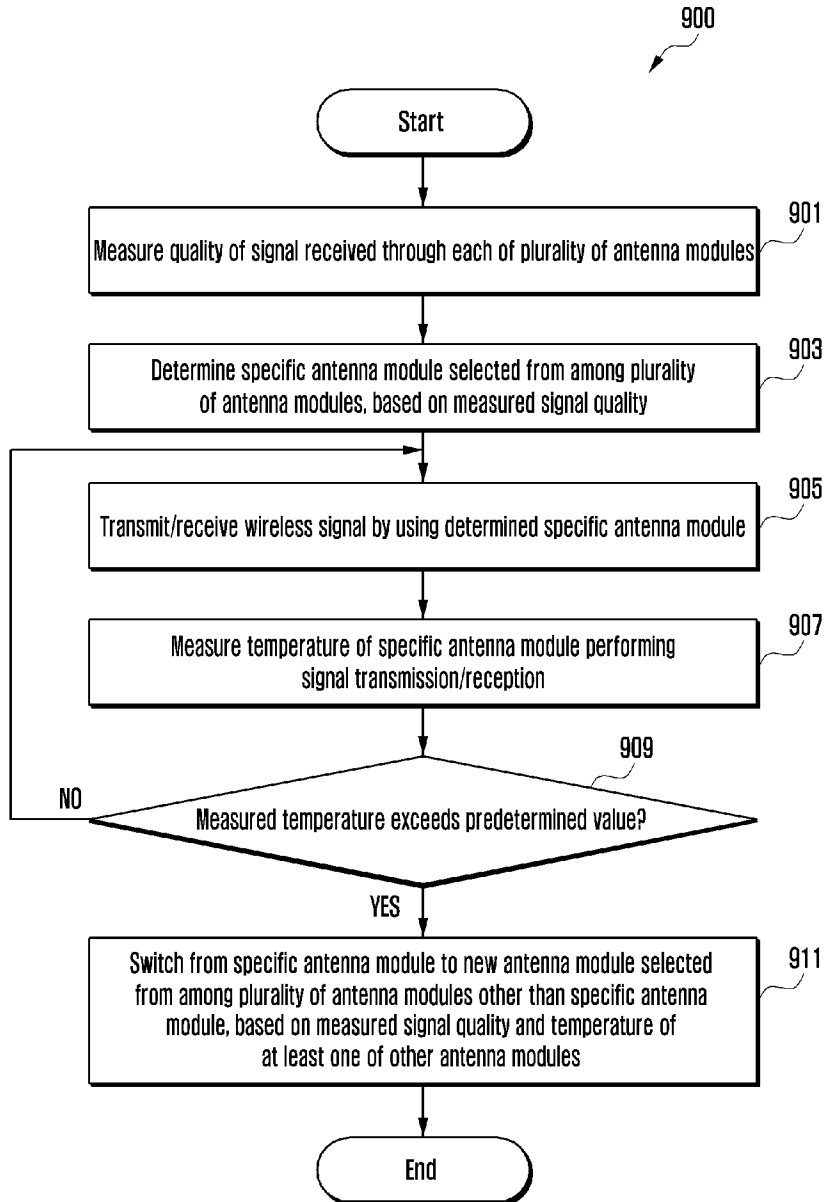 900
Start
901
Measure quality of signal received through each of plurality of antenna modules
903
Determine specific antenna module selected from among plurality
of antenna modules, based on measured signal quality
905
Transmit/receive wireless signal by using determined specific antenna module
907
Measure temperature of specific antenna module performing
signal transmission/reception
909
NO
Measured temperature exceeds predetermined value?
YES
911
Switch from specific antenna module to new antenna module selected
from among plurality of antenna modules other than specific antenna
module, based on measured signal quality and temperature of
at least one of other antenna modules
End